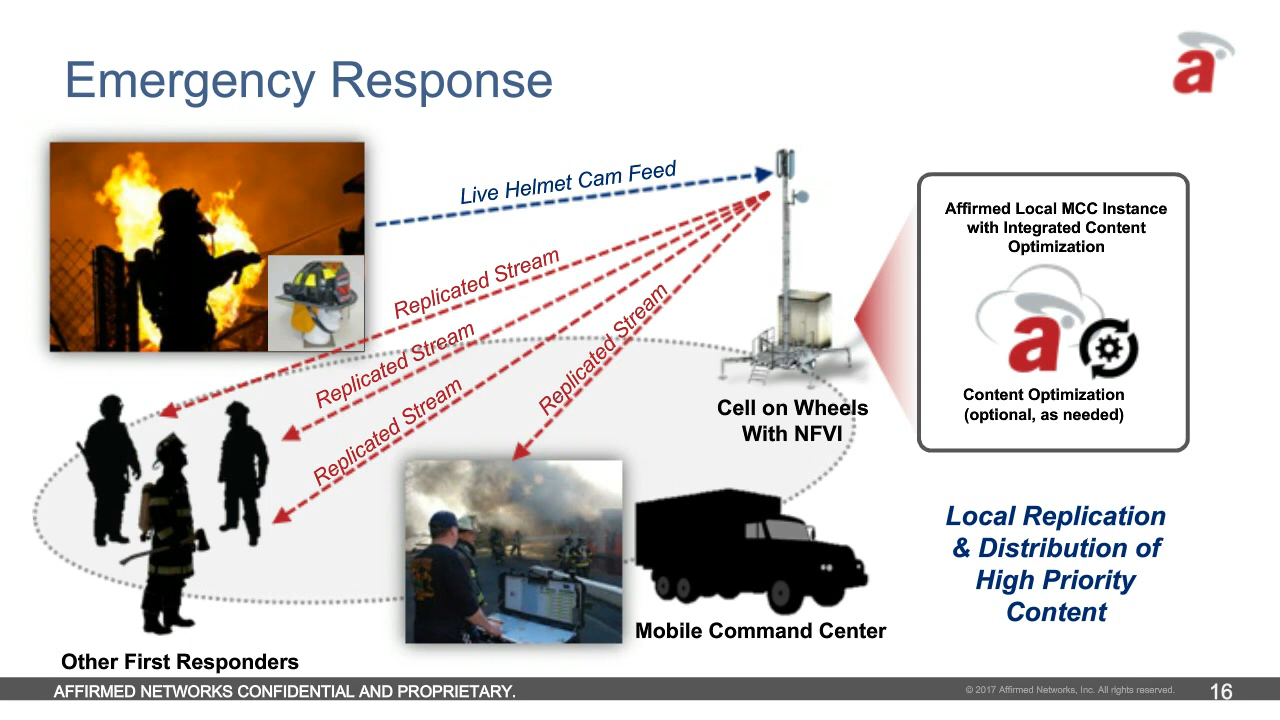 Emergency Response
Live Helmet Cam Feed
Replicated Stream
Replicated Stream
Replicated Stream
Replicated Stream
Affirmed Local MCC Instance
with Integrated Content
Optimization
a
a
Content Optimization
(optional, as needed)
Cell on Wheels
With NFVI
Local Replication
& Distribution of
High Priority
Content
Mobile Command Center
Other First Responders
AFFIRMED NETWORKS CONFIDENTIAL AND PROPRIETARY.
© 2017 Affirmed Networks, Inc. All rights reserved.
16